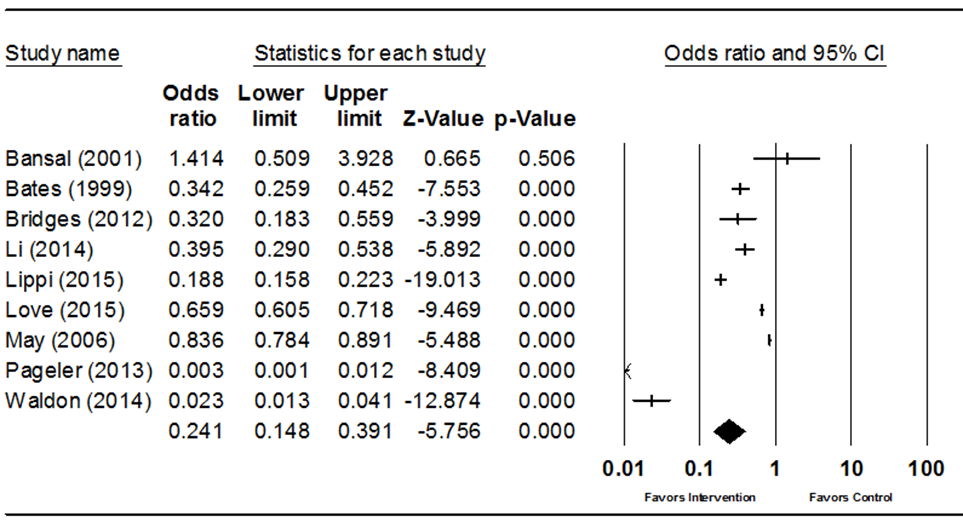 Study name Statistics for each study Odds ratio and 95% CI
Odds Lower Upper
ratio limit limit Z-Value p-Value
Bansal (2001) 1.414 0.509 3.928 0.665 0.506
Bates (1999) 0.342 0.259 0.452 -7.553 0.000
Bridges (2012) 0.320 0.183 0.559 -3.999 0.000
Li (2014) 0.395 0.290 0.538 -5.892 0.000
Lippi (2015) 0.188 0.158 0.223 -19.013 0.000
Love (2015) 0.659 0.605 0.718 -9.469 0.000
May (2006) 0.836 0.784 0.891 -5.488 0.000
Pageler (2013) 0.003 0.001 0.012 -8.409 0.000
Waldon (2014) 0.023 0.013 0.041 -12.874 0.000
0.241 0.148 0.391 -5.756 0.000
0.01 0.1 1 10 100
Favors Intervention Favors Control